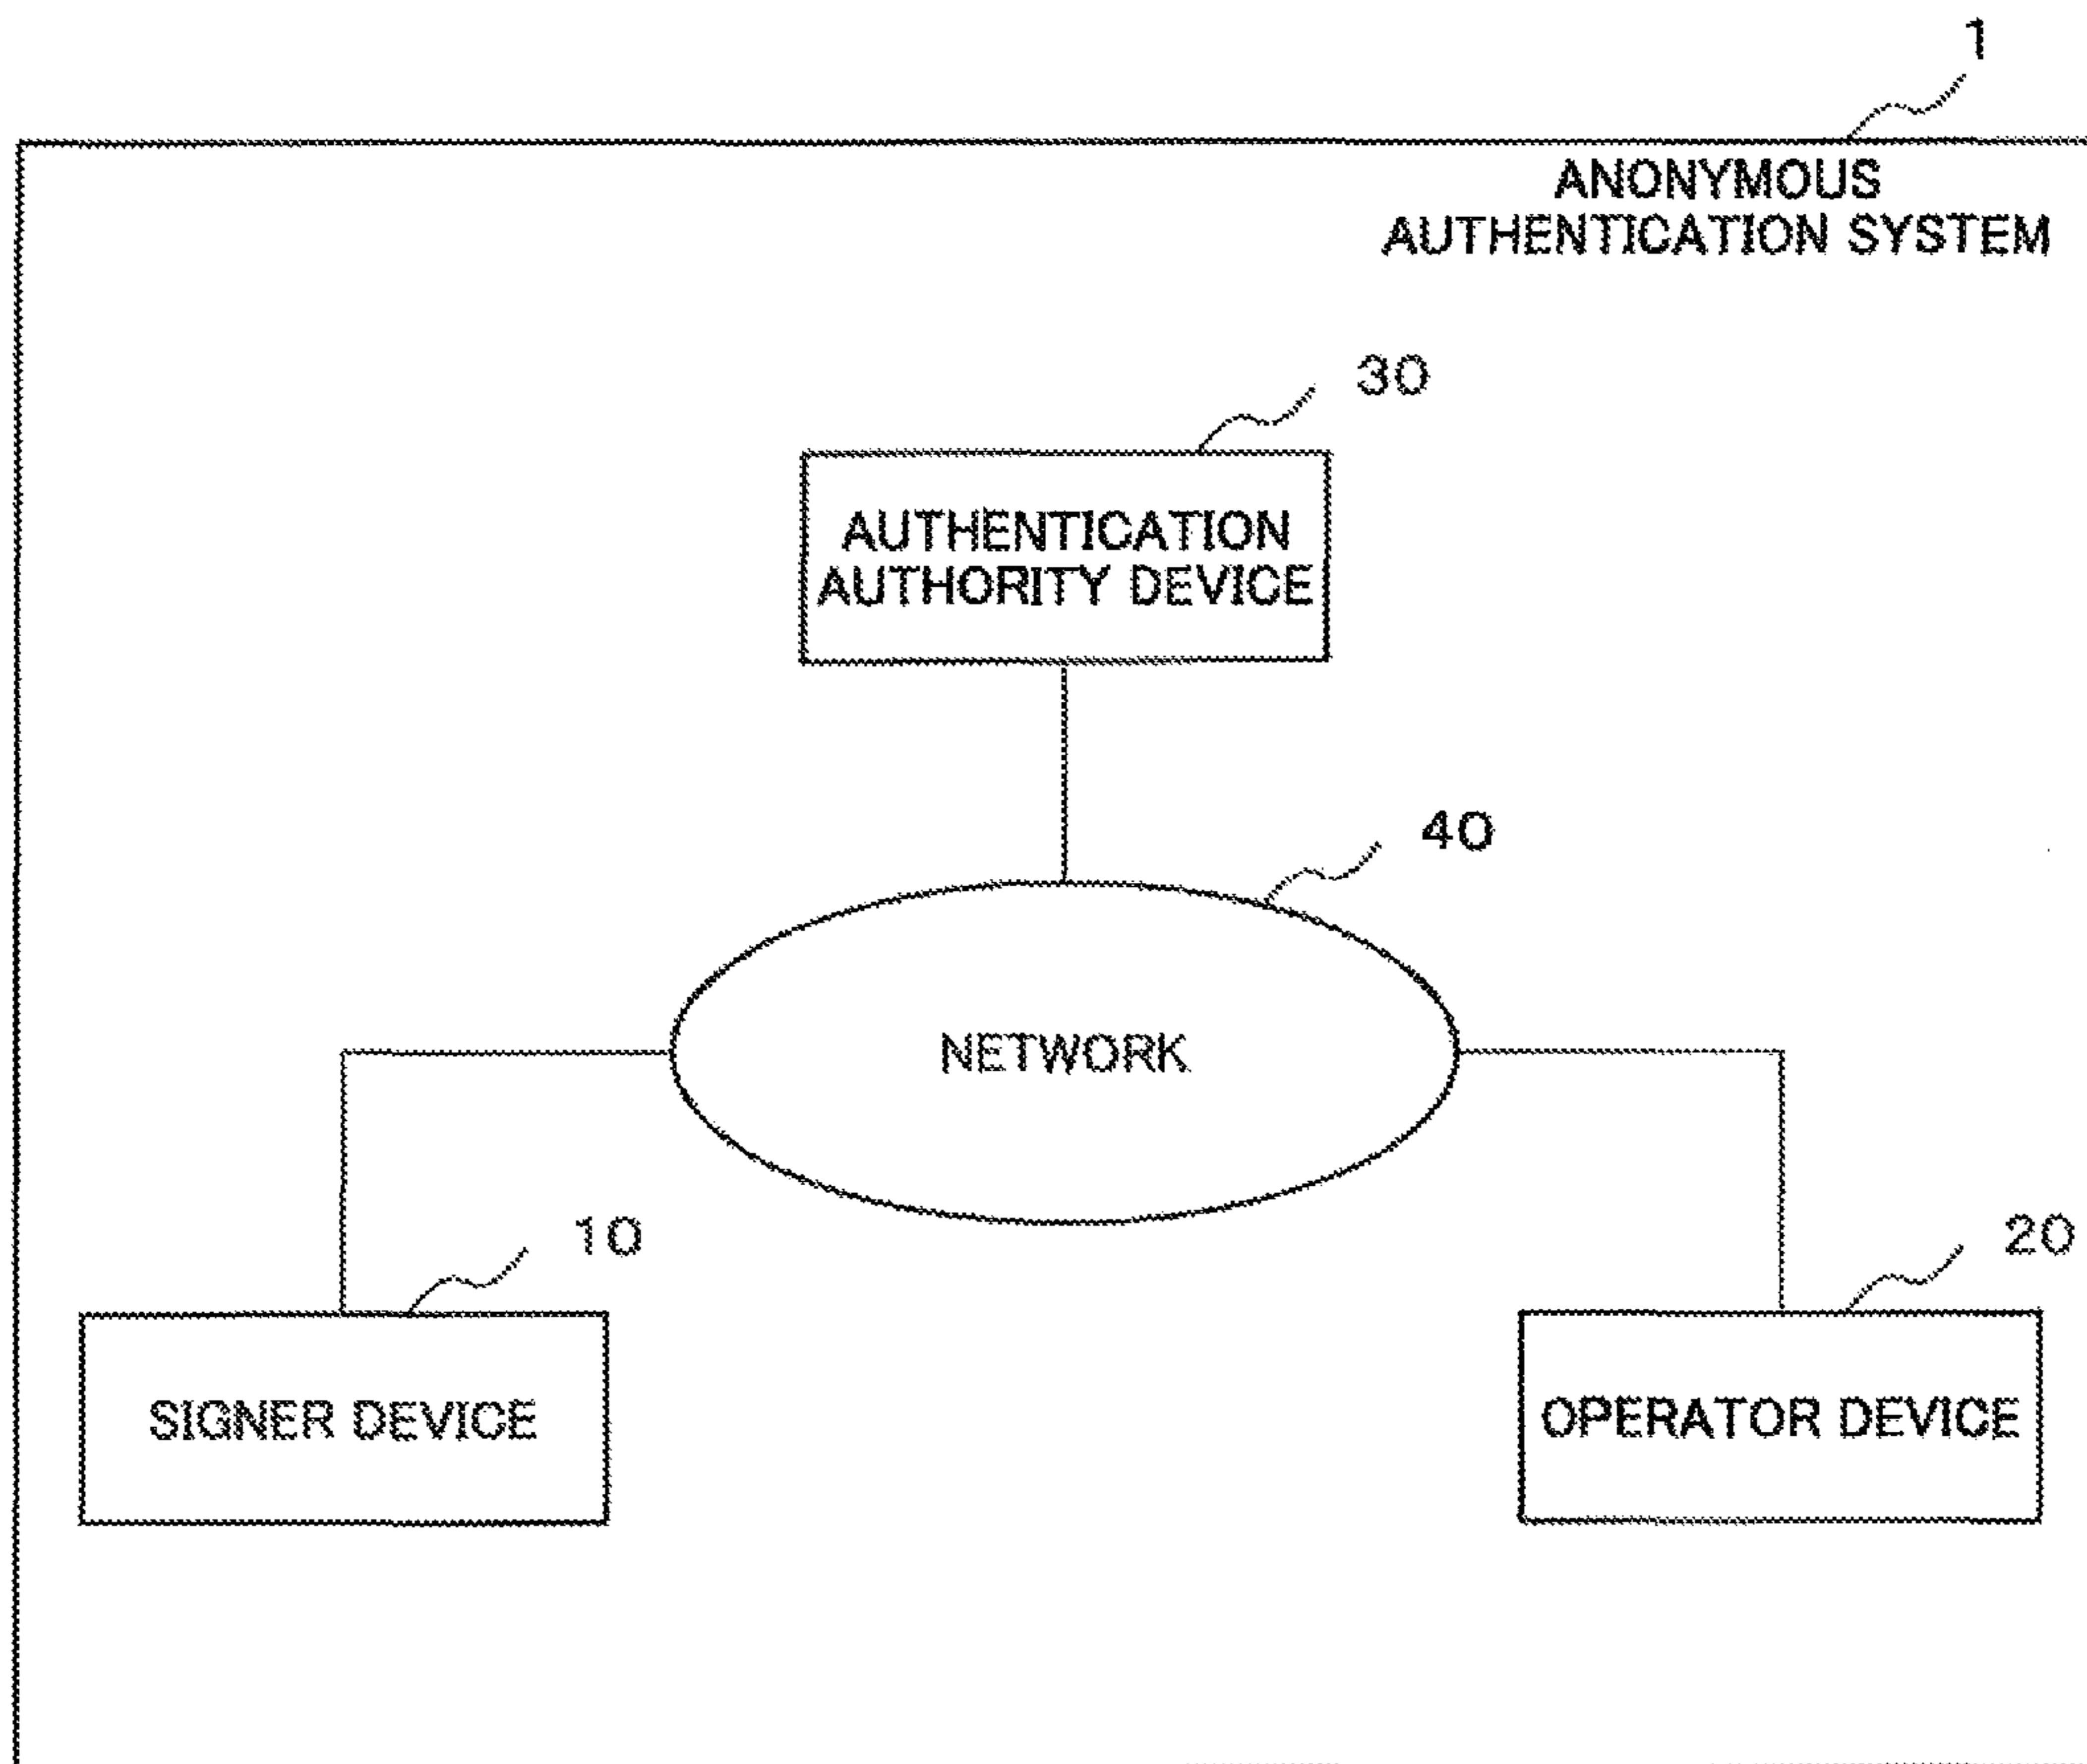 1
ANONYMOUS
AUTHENTICATION SYSTEM
30
AUTHENTICATION
AUTHORITY DEVICE
40
NETWORK
10
SIGNER DEVICE
20
OPERATOR DEVICE